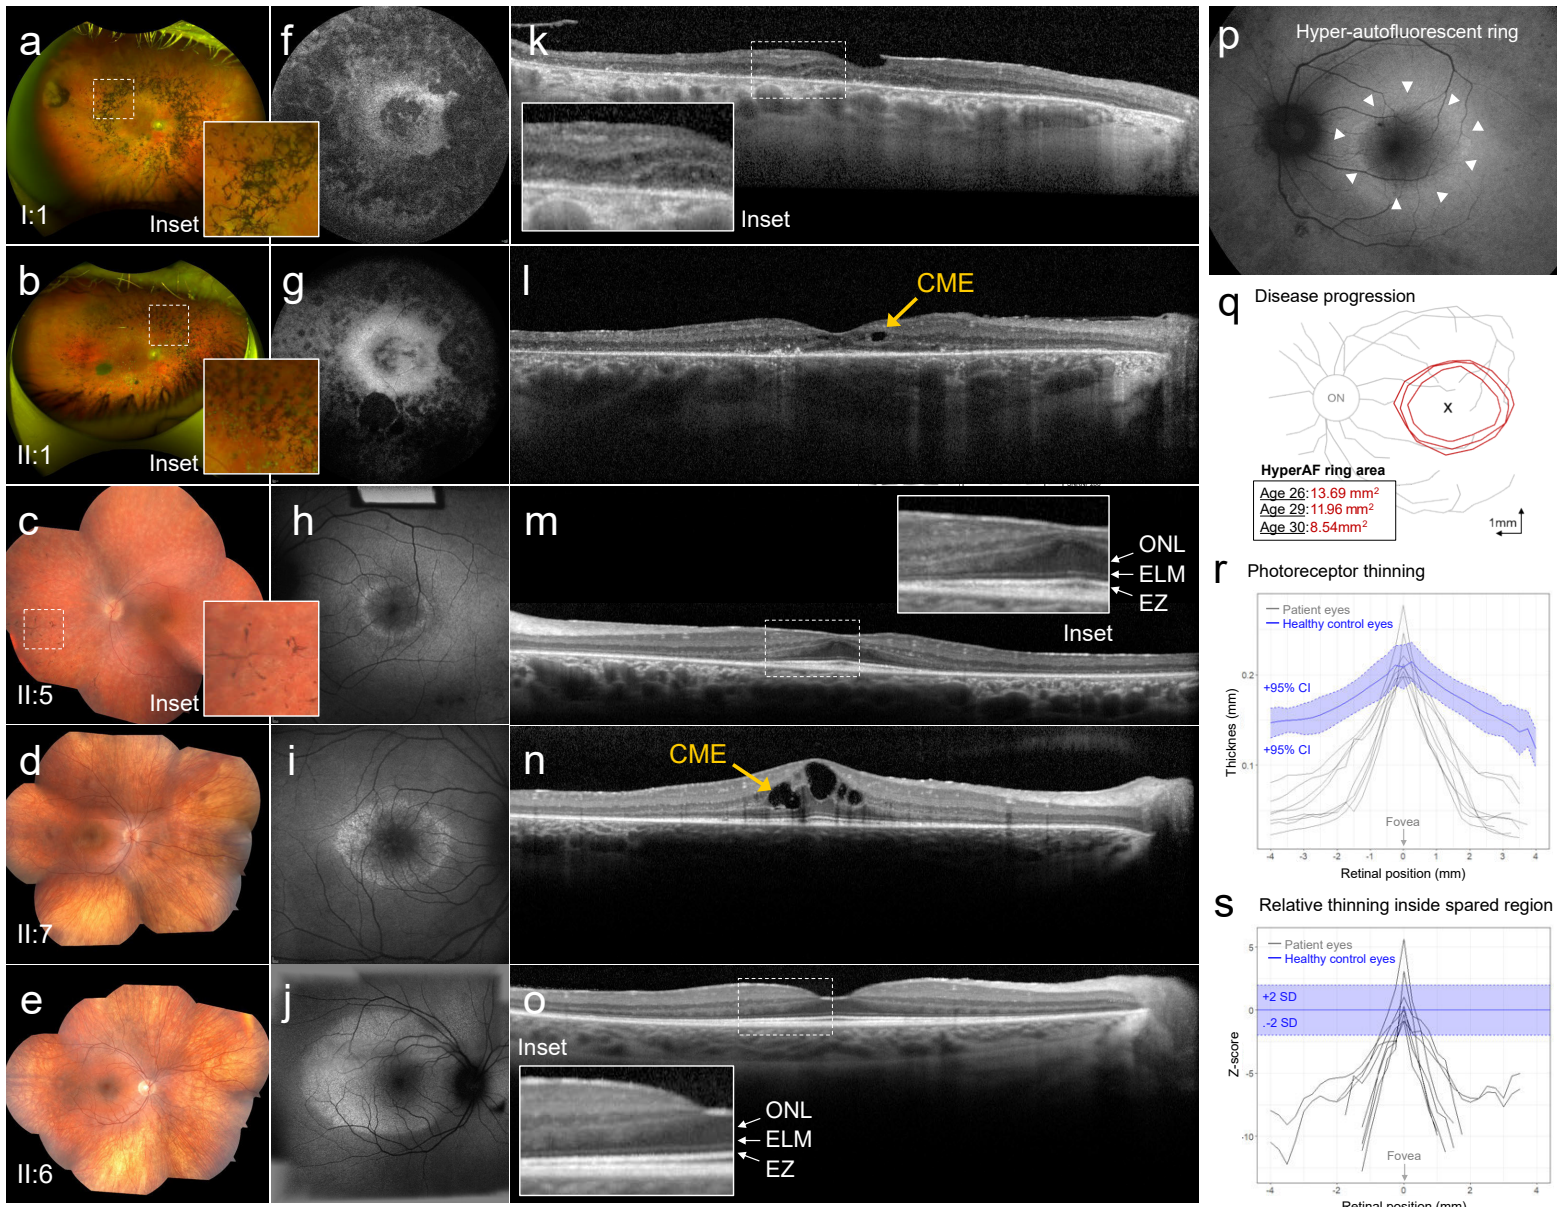 a
I:1
Inset
f
k
Inset
b
II:1
Inset
g
l
CME
c
II:5
Inset
h
m
ONL
ELM
EZ
Inset
d
II:7
i
n
CME
e
II:6
j
o
Inset
ONL
ELM
EZ
p
Hyper-autofluorescent ring
q
Disease progression
ON
X
HyperAF ring area
Age 26: 13.69 mm²
Age 29: 11.96 mm²
Age 30: 8.54mm²
1mm
r
Photoreceptor thinning
Patient eyes
Healthy control eyes
+95% CI
+95% CI
0.2
0.1
Thicknes (mm)
Fovea
-4 -3 -2 -1 0 1 2 3 4
Retinal position (mm)
s
Relative thinning inside spared region
Patient eyes
Healthy control eyes
+2 SD
.-2 SD
5
0
-5
-10
Z-score
Fovea
-4 -2 0 2 4
Retinal position (mm)